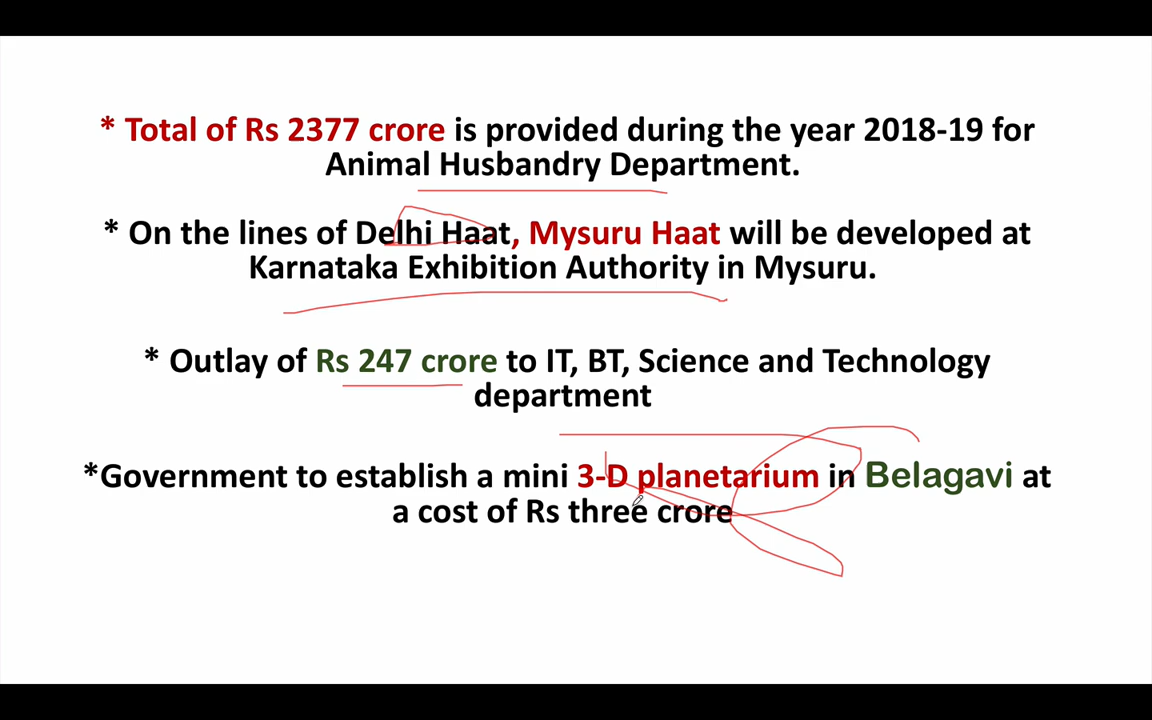 * Total of Rs 2377 crore is provided during the year 2018-19 for
Animal Husbandry Department.
* On the lines of Delhi Haat, Mysuru Haat will be developed at
Karnataka Exhibition Authority in Mysuru.
* Outlay of Rs 247 crore to IT, BT, Science and Technology
department
*Government to establish a mini 3-D planetarium in Belagavi at
a cost of Rs three crore